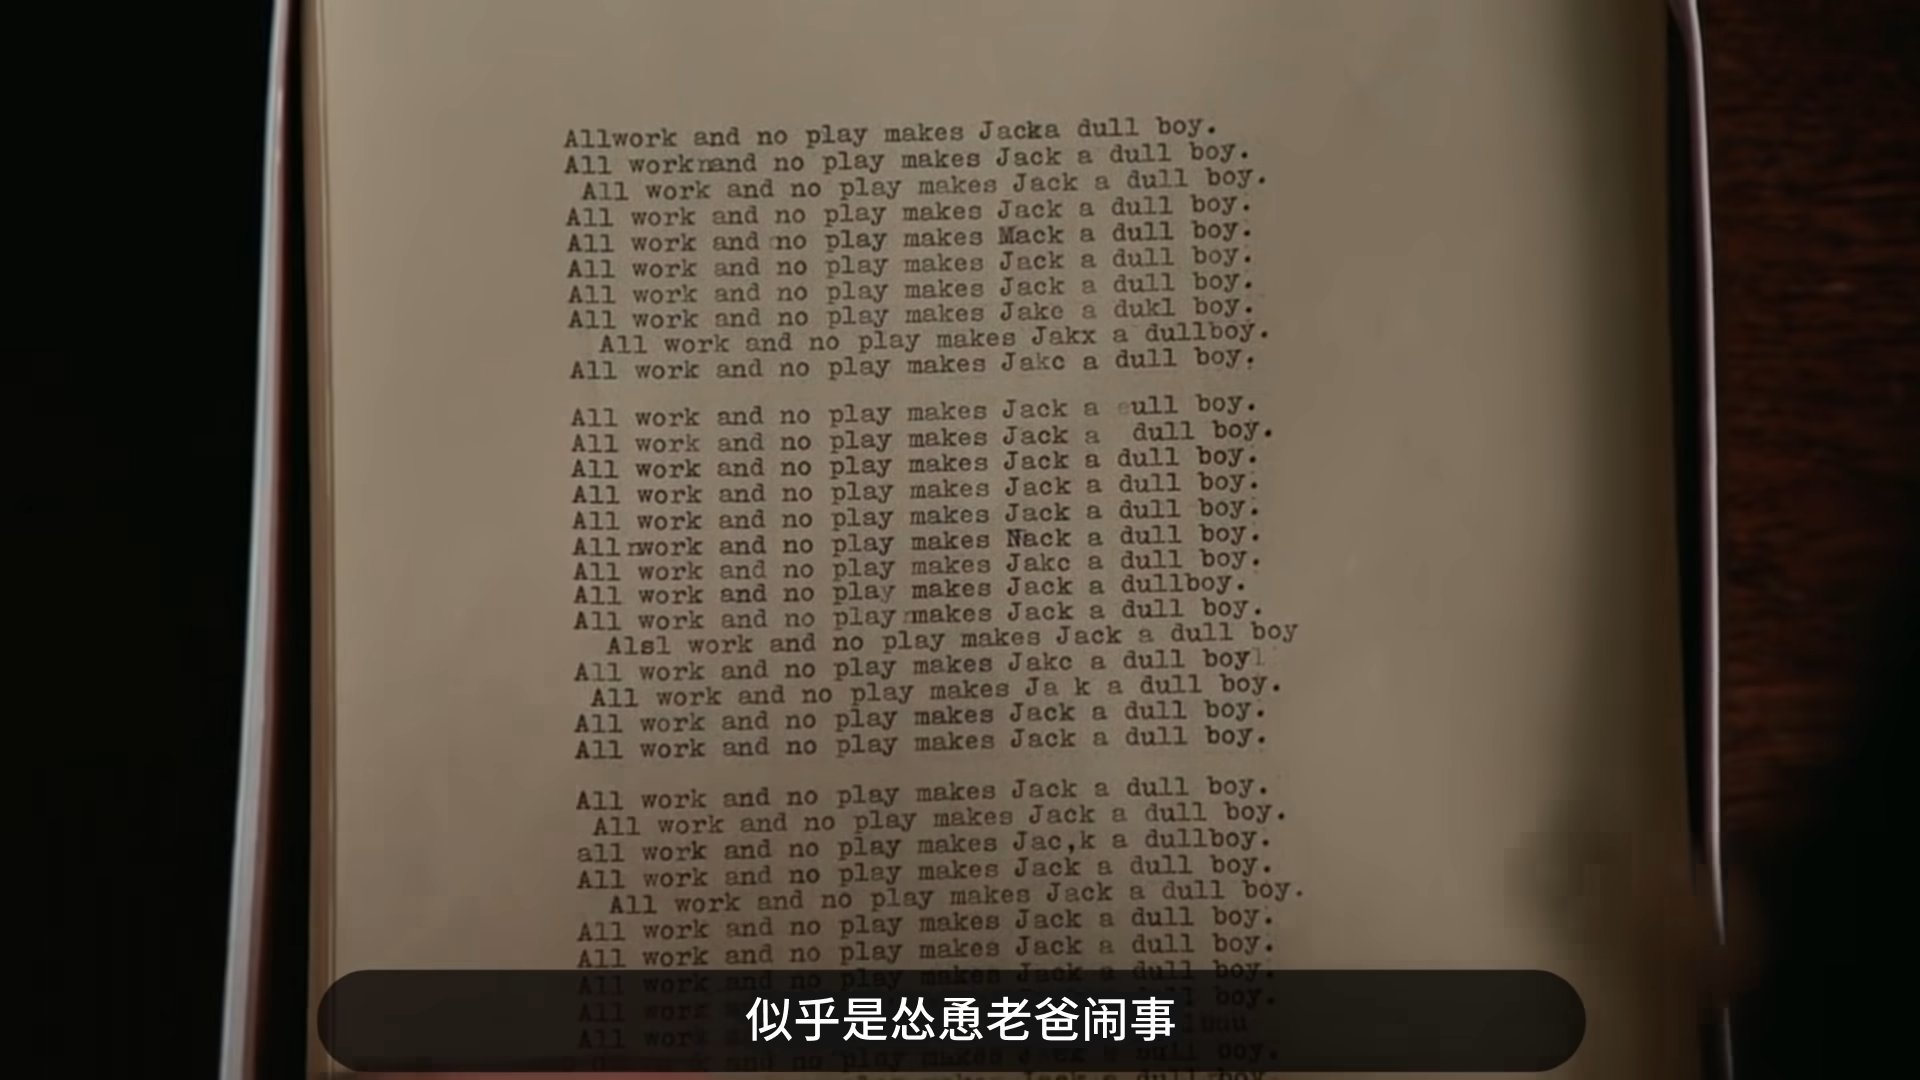 Allwork and no play makes Jacka dull boy.
All worknand no play makes Jack a dull boy.
All work and no play makes Jack a dull boy.
All work and no play makes Jack a dull boy.
All work and no play makes Mack a dull boy.
All work and no play makes Jack a dull boy.
All work and no play makes Jack a dull boy.
All work and no play makes Jakc a dukl boy.
All work and no play makes Jakx a dullboy.
All work and no play makes Jakc a dull boy.
All work and no play makes Jack a ull boy.
All work and no play makes Jack a dull boy.
All work and no play makes Jack a dull boy.
All work and no play makes Jack a dull boy.
All work and no play makes Jack a dull boy.
All work and no play makes Nack a dull boy.
All work and no play makes Jakc a dull boy.
All work and no play makes Jack a dullboy.
All work and no play makes Jack a dull boy.
Alsl work and no play makes Jack a dull boy
All work and no play makes Jakc a dull boyl
All work and no play makes Ja k a dull boy.
All work and no play makes Jack a dull boy.
All work and no play makes Jack a dull boy.
All work and no play makes Jack a dull boy.
All work and no play makes Jack a dull boy.
all work and no play makes Jac,k a dullboy.
All work and no play makes Jack a dull boy.
All work and no play makes Jack a dull boy.
All work and no play makes Jack a dull boy.
All work and no play makes Jack a dull boy.
All work and no play makes Jack a dull boy.
似乎是怂恿老爸闹事